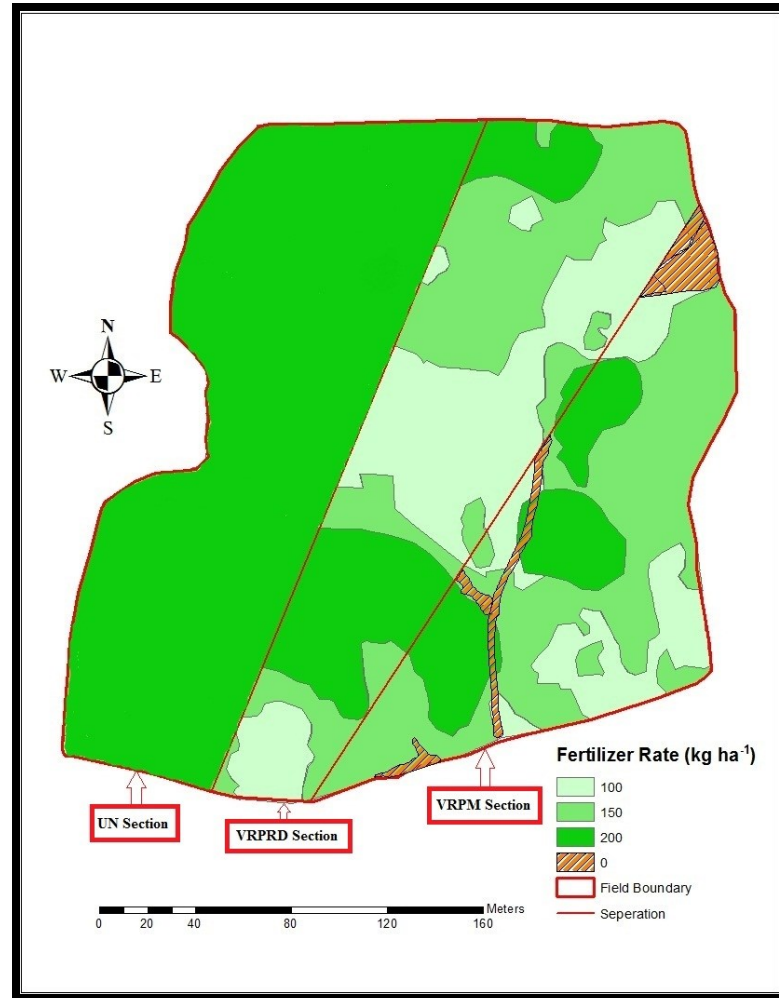 N
W E
S
Fertilizer Rate (kg ha⁻¹)
100
150
200
0
Field Boundary
Seperation
UN Section
VRPRD Section
VRPM Section
Meters
0 20 40 80 120 160